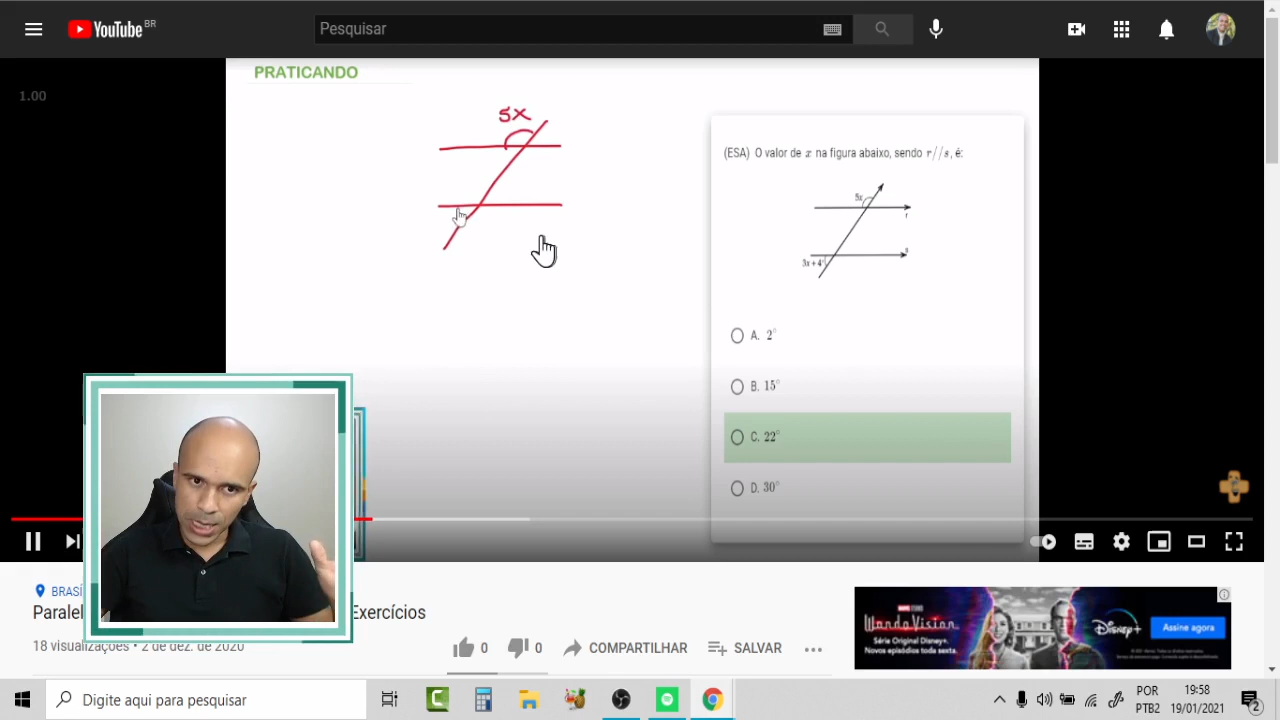 YouTube BR
Pesquisar
PRATICANDO
1.00
5x
(ESA) O valor de x na figura abaixo, sendo r//s, é:
5x
r
s
3x+4°
A. 2°
B. 15°
C. 22°
D. 30°
BRASÍ
Paralel
Exercícios
18 visualizações • 2 de dez. de 2020
0
0
COMPARTILHAR
SALVAR
MARVEL STUDIOS
WandaVision
Série Original Disney+.
Novos episódios toda sexta.
Disney+
Assine agora
Digite aqui para pesquisar
C
POR
PTB2
19:58
19/01/2021
2